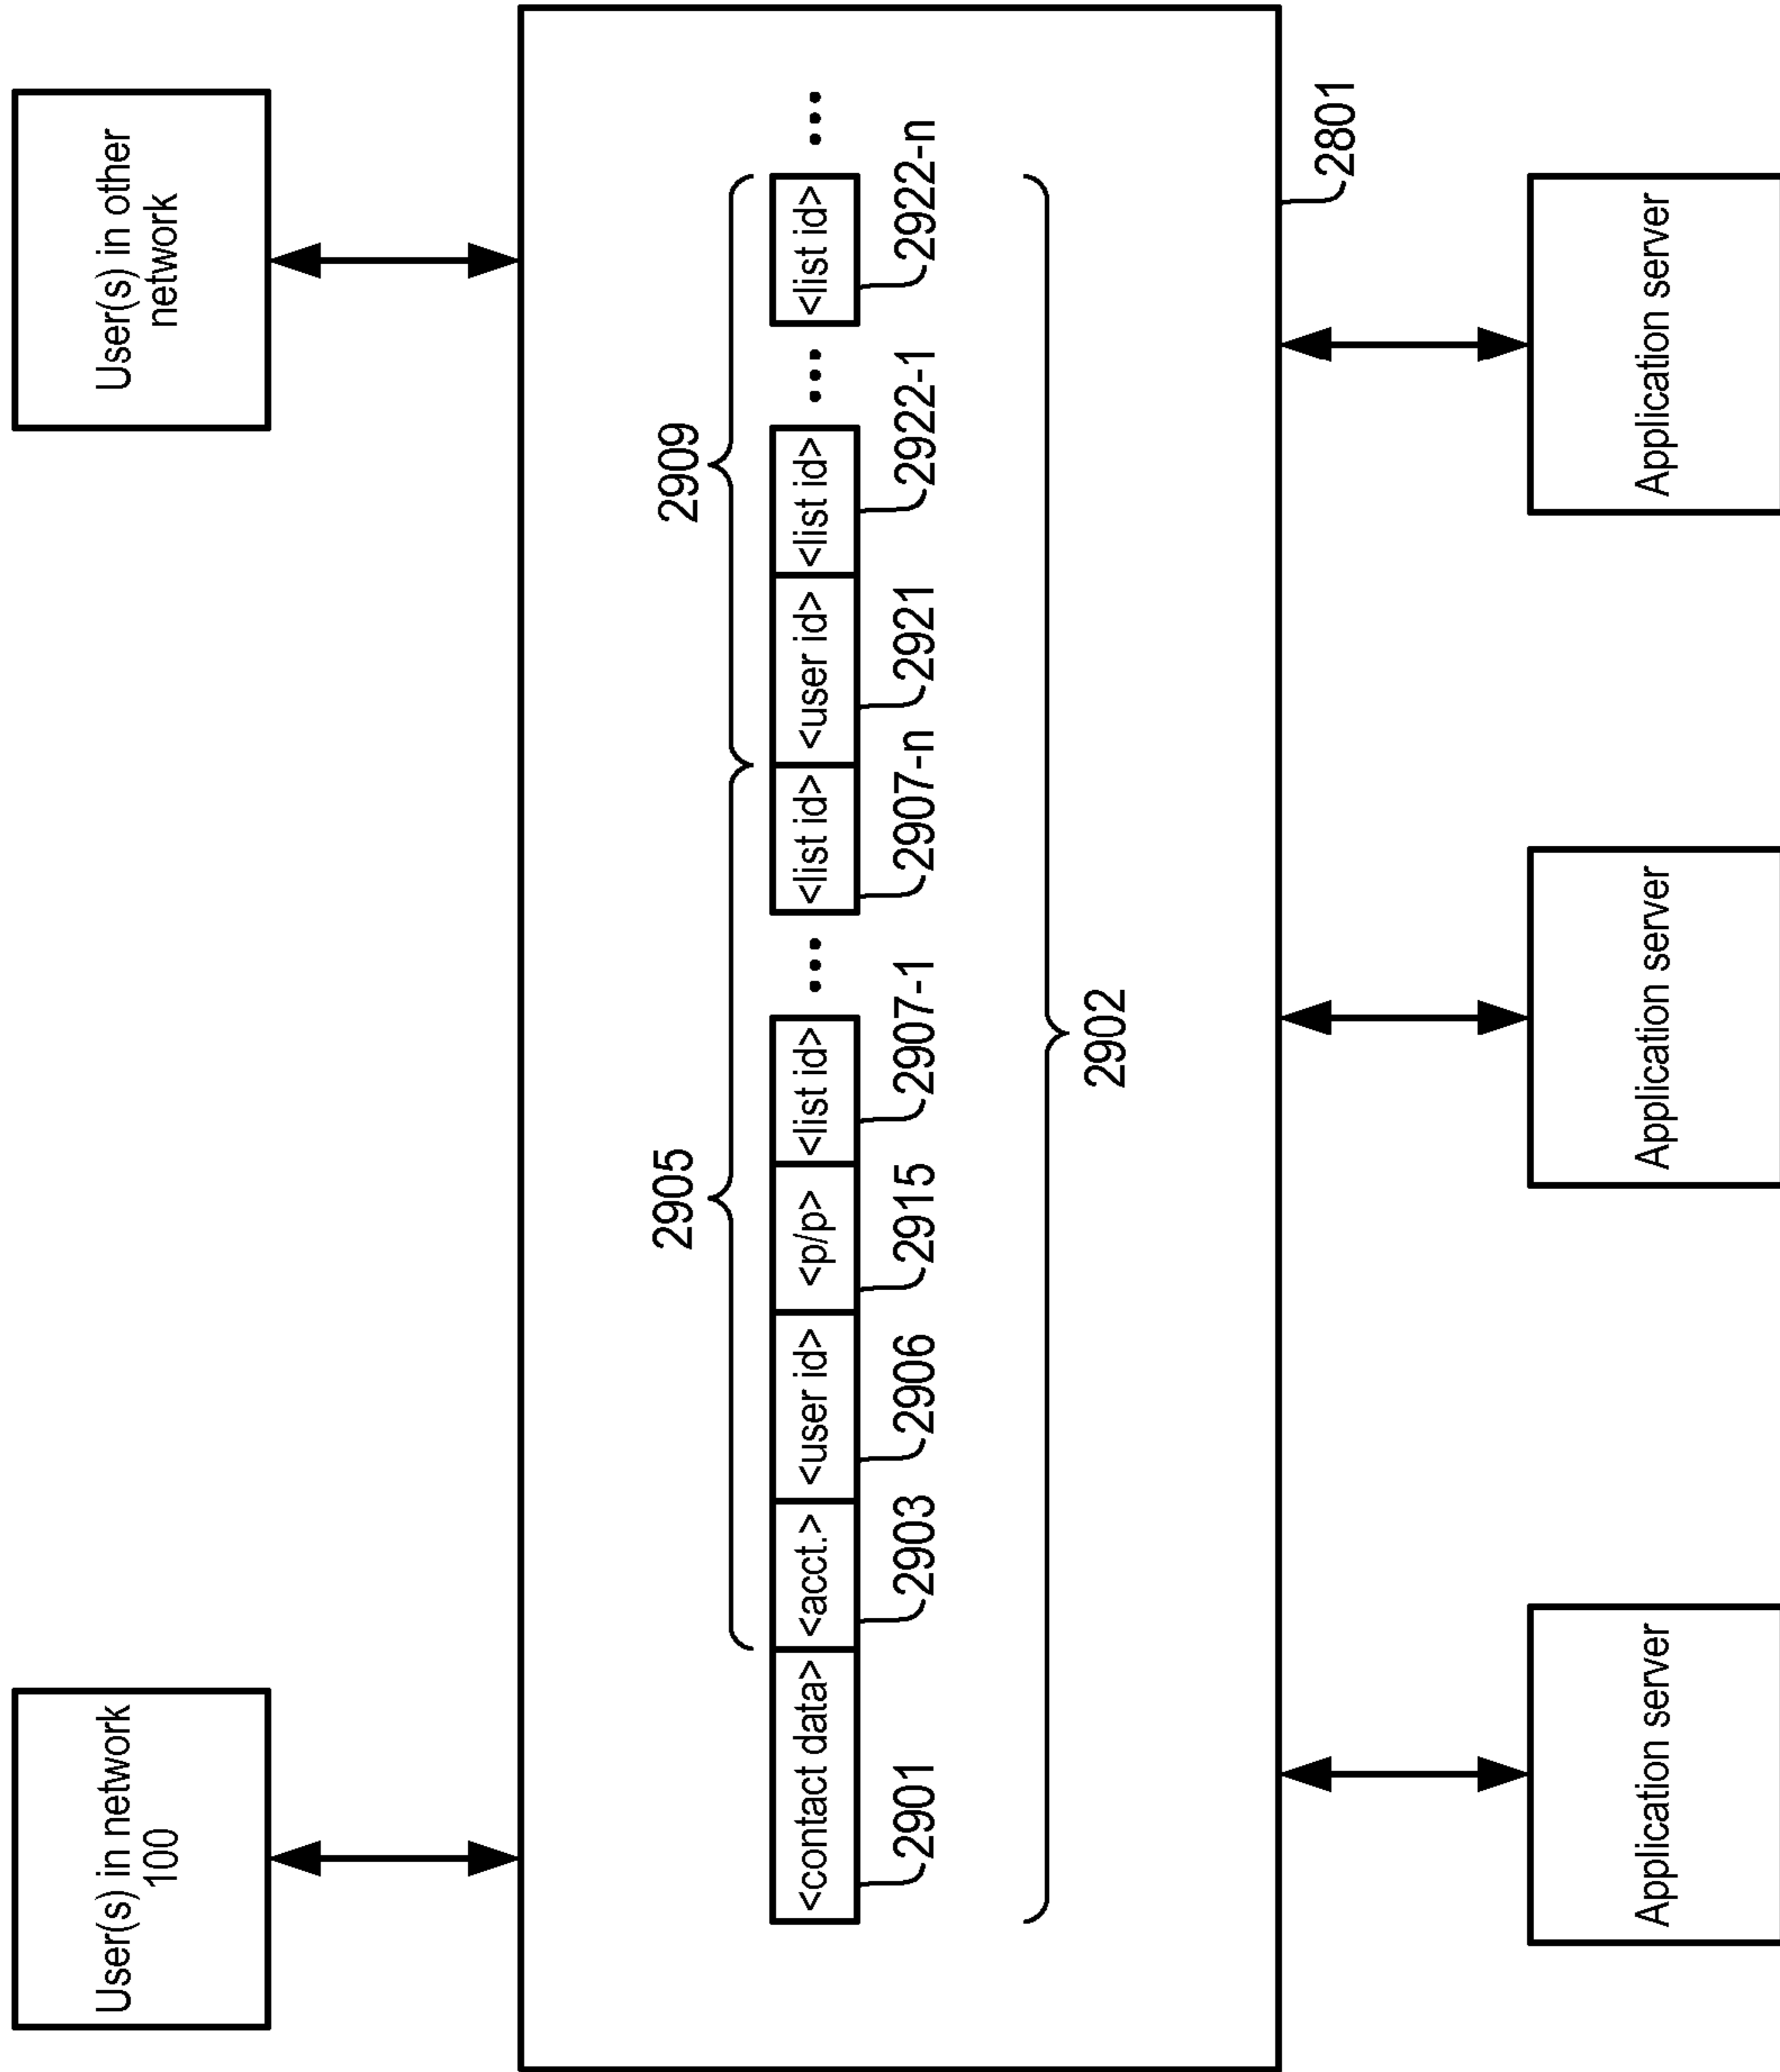 User(s) in network
100
User(s) in other
network
2905
2909
<contact data>
<acct.>
<user id>
<p/p>
<list id>
...
<list id>
<user id>
<list id>
...
<list id>
...
2901
2903
2906
2915
2907-1
2907-n
2921
2922-1
2922-n
2902
2801
Application server
Application server
Application server